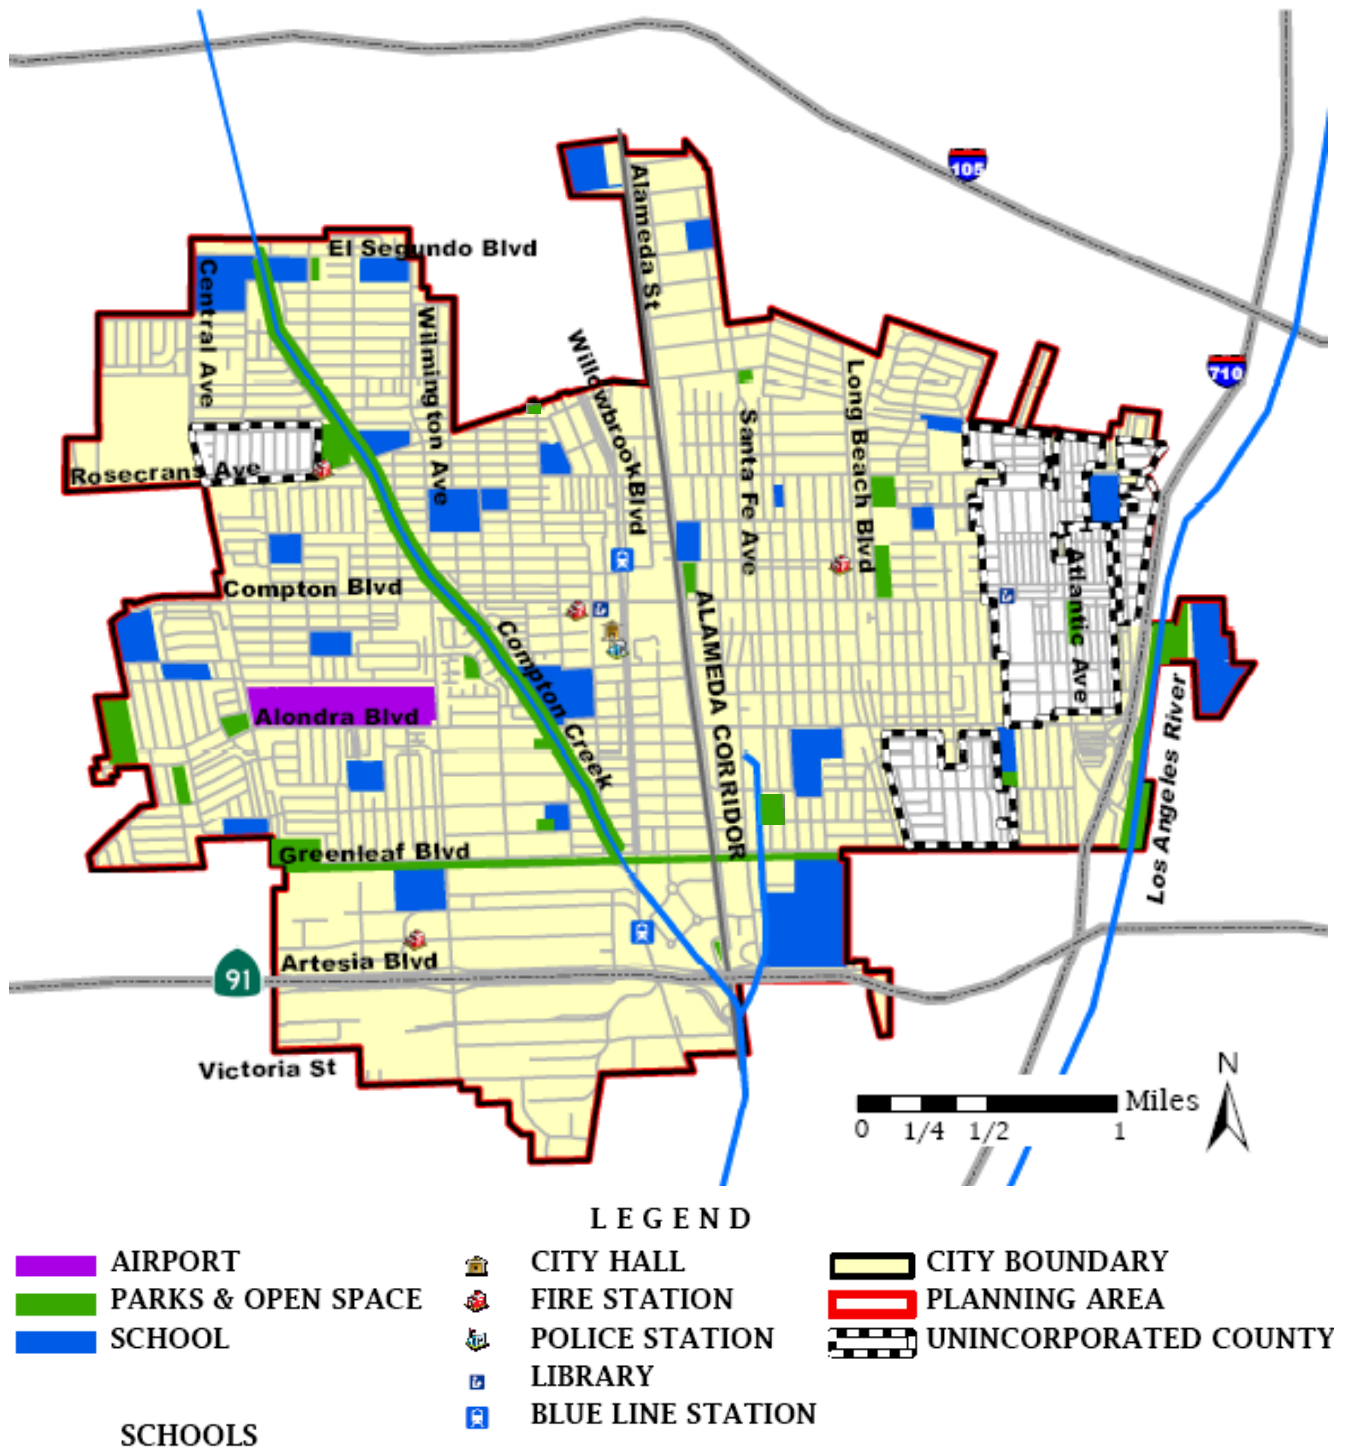 105
Alameda St
El Segundo Blvd
Central Ave
Wilmington Ave
WillowbrookBlvd
Long Beach Blvd
710
Santa Fe Ave
Rosecrans Ave
Compton Blvd
Atlantic Ave
ALAMEDA CORRIDOR
Compton Creek
Alondra Blvd
Los Angeles River
Greenleaf Blvd
Artesia Blvd
91
Victoria St
N
Miles
0 1/4 1/2 1
LEGEND
AIRPORT
PARKS & OPEN SPACE
SCHOOL
CITY HALL
FIRE STATION
POLICE STATION
LIBRARY
BLUE LINE STATION
CITY BOUNDARY
PLANNING AREA
UNINCORPORATED COUNTY
SCHOOLS